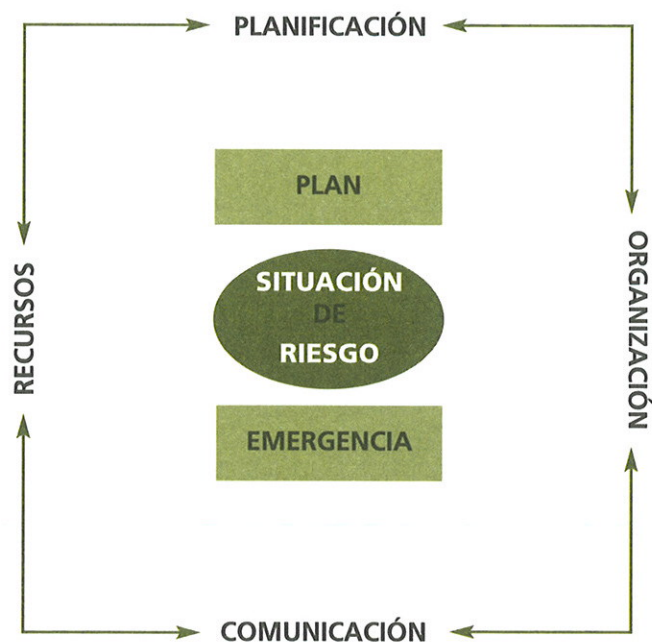 PLANIFICACIÓN
PLAN
SITUACIÓN
DE
RIESGO
EMERGENCIA
RECURSOS
ORGANIZACIÓN
COMUNICACIÓN